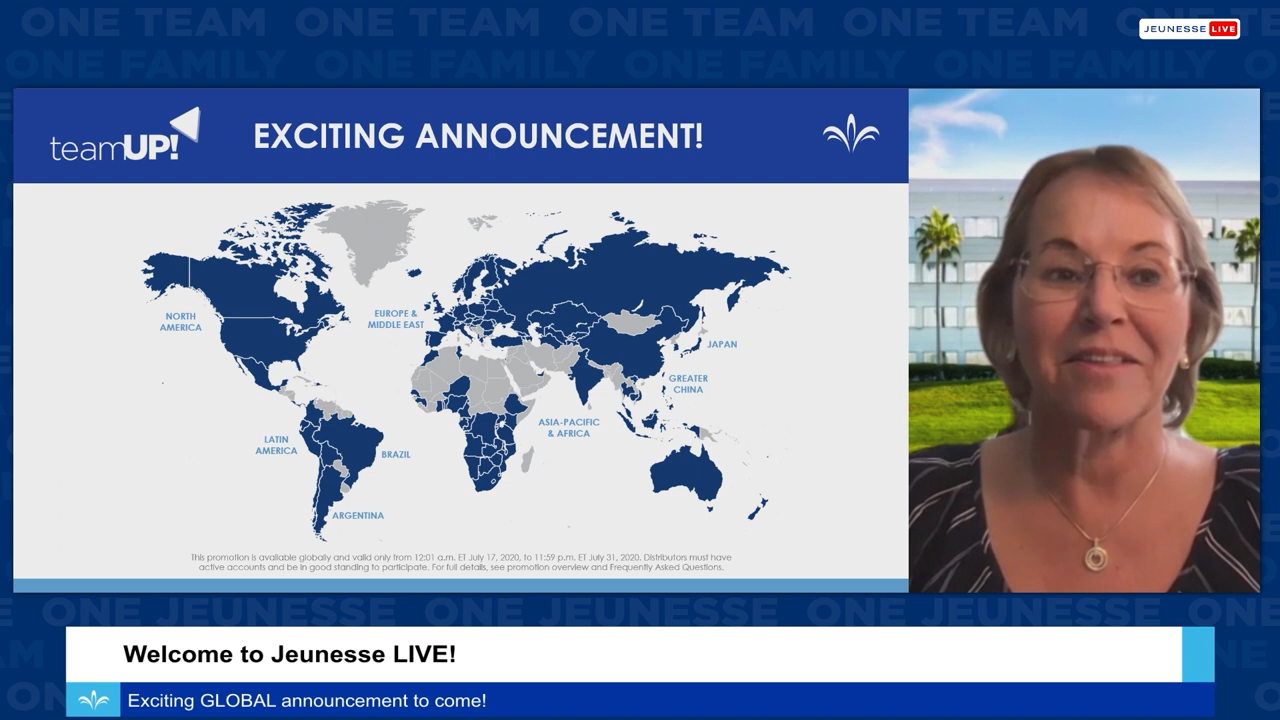 ONE TEAM ONE TEAM ONE TEAM ONE TEAM ONE TE
ONE FAMILY ONE FAMILY ONE FAMILY ONE FAMILY ONE
JEUNESSE LIVE
teamUP!
EXCITING ANNOUNCEMENT!
NORTH
AMERICA
EUROPE &
MIDDLE EAST
JAPAN
GREATER
CHINA
ASIA-PACIFIC
& AFRICA
LATIN
AMERICA
BRAZIL
ARGENTINA
This promotion is available globally and valid only from 12:01 a.m. ET July 17, 2020, to 11:59 p.m. ET July 31, 2020. Distributors must have
active accounts and be in good standing to participate. For full details, see promotion overview and Frequently Asked Questions.
ONE JEUNESSE ONE JEUNESSE ONE JEUNESSE ONE
Welcome to Jeunesse LIVE!
Exciting GLOBAL announcement to come!